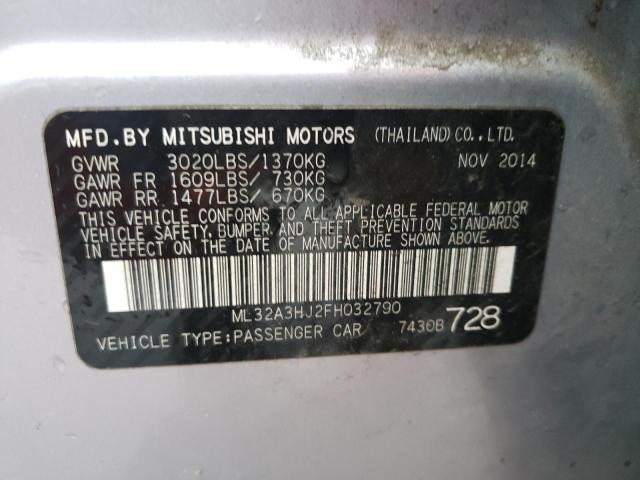 MFD.BY MITSUBISHI MOTORS (THAILAND)CO.,LTD.
GVWR 3020LBS/1370KG NOV 2014
GAWR FR 1609LBS/ 730KG
GAWR RR 1477LBS/ 670KG
THIS VEHICLE CONFORMS TO ALL APPLICABLE FEDERAL MOTOR
VEHICLE SAFETY, BUMPER, AND THEFT PREVENTION STANDARDS
IN EFFECT ON THE DATE OF MANUFACTURE SHOWN ABOVE.
ML32A3HJ2FH032790
VEHICLE TYPE:PASSENGER CAR 7430B 728